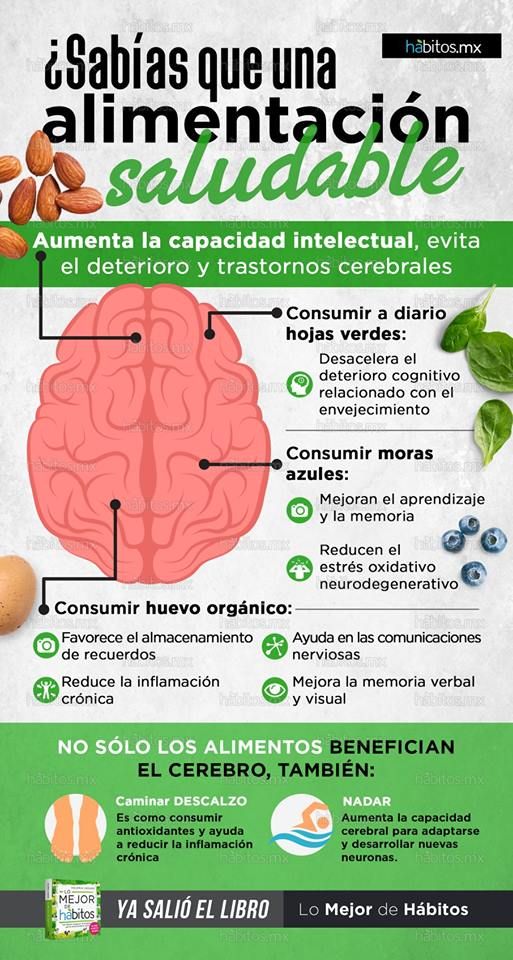 hábitos.mx
¿Sabías que una
alimentación
saludable
Aumenta la capacidad intelectual, evita
el deterioro y trastornos cerebrales
Consumir a diario
hojas verdes:
Desacelera el
deterioro cognitivo
relacionado con el
envejecimiento
Consumir moras
azules:
Mejoran el aprendizaje
y la memoria
Reducen el
estrés oxidativo
neurodegenerativo
Consumir huevo orgánico:
Favorece el almacenamiento
de recuerdos
Ayuda en las comunicaciones
nerviosas
Reduce la inflamación
crónica
Mejora la memoria verbal
y visual
NO SÓLO LOS ALIMENTOS BENEFICIAN
EL CEREBRO, TAMBIÉN:
Caminar DESCALZO
Es como consumir
antioxidantes y ayuda
a reducir la inflamación
crónica
NADAR
Aumenta la capacidad
cerebral para adaptarse
y desarrollar nuevas
neuronas.
LO
MEJOR
DE
hábitos
YA SALIÓ EL LIBRO
Lo Mejor de Hábitos